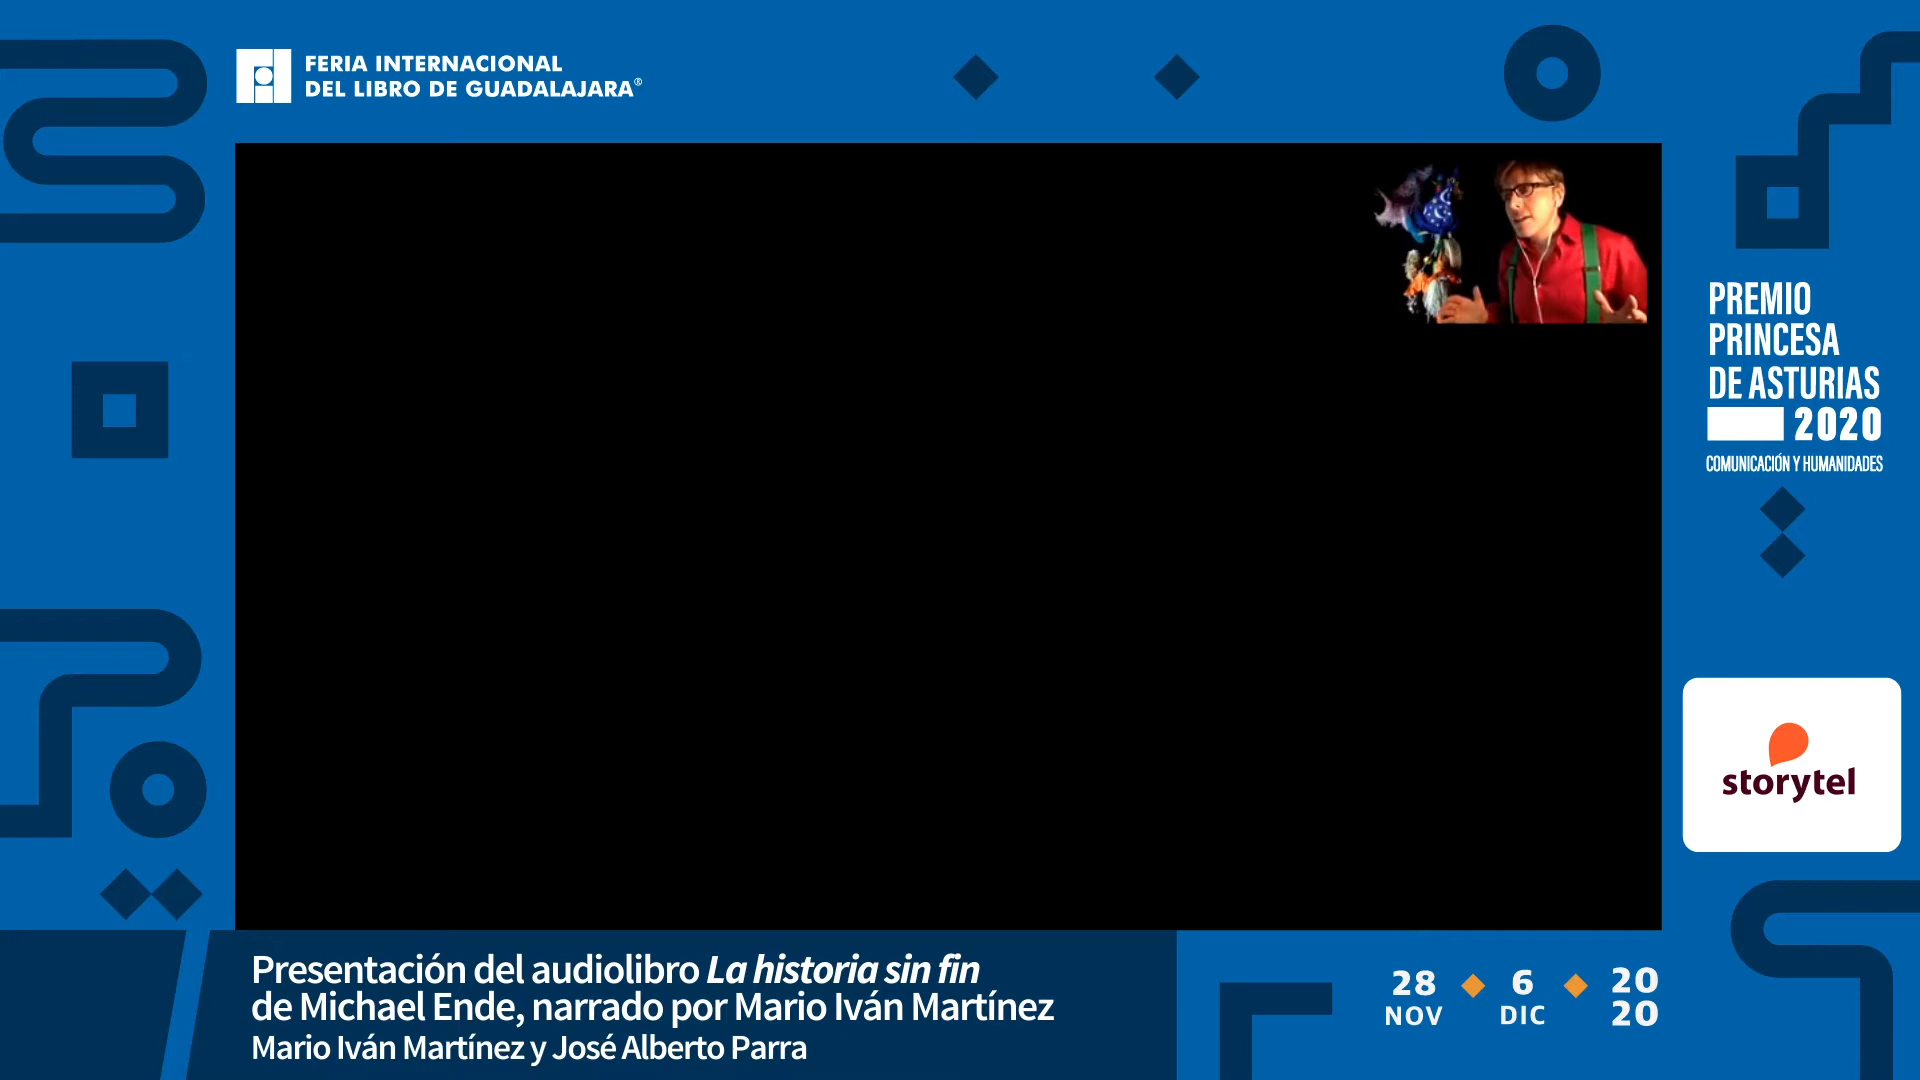 FERIA INTERNACIONAL
DEL LIBRO DE GUADALAJARA®
PREMIO
PRINCESA
DE ASTURIAS
2020
COMUNICACIÓN Y HUMANIDADES
storytel
Presentación del audiolibro La historia sin fin
de Michael Ende, narrado por Mario Iván Martínez
Mario Iván Martínez y José Alberto Parra
28 NOV
6 DIC
20
20